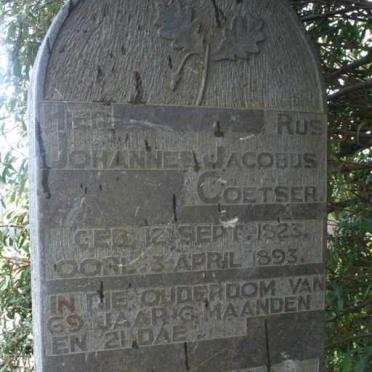 HIER RUS
JOHANNES JACOBUS
COETSER
GEB. 12 SEPT. 1823.
OORL. 3 APRIL 1893.
IN DIE OUDERDOM VAN
69 JAAR 6 MAANDEN
EN 21 DAE